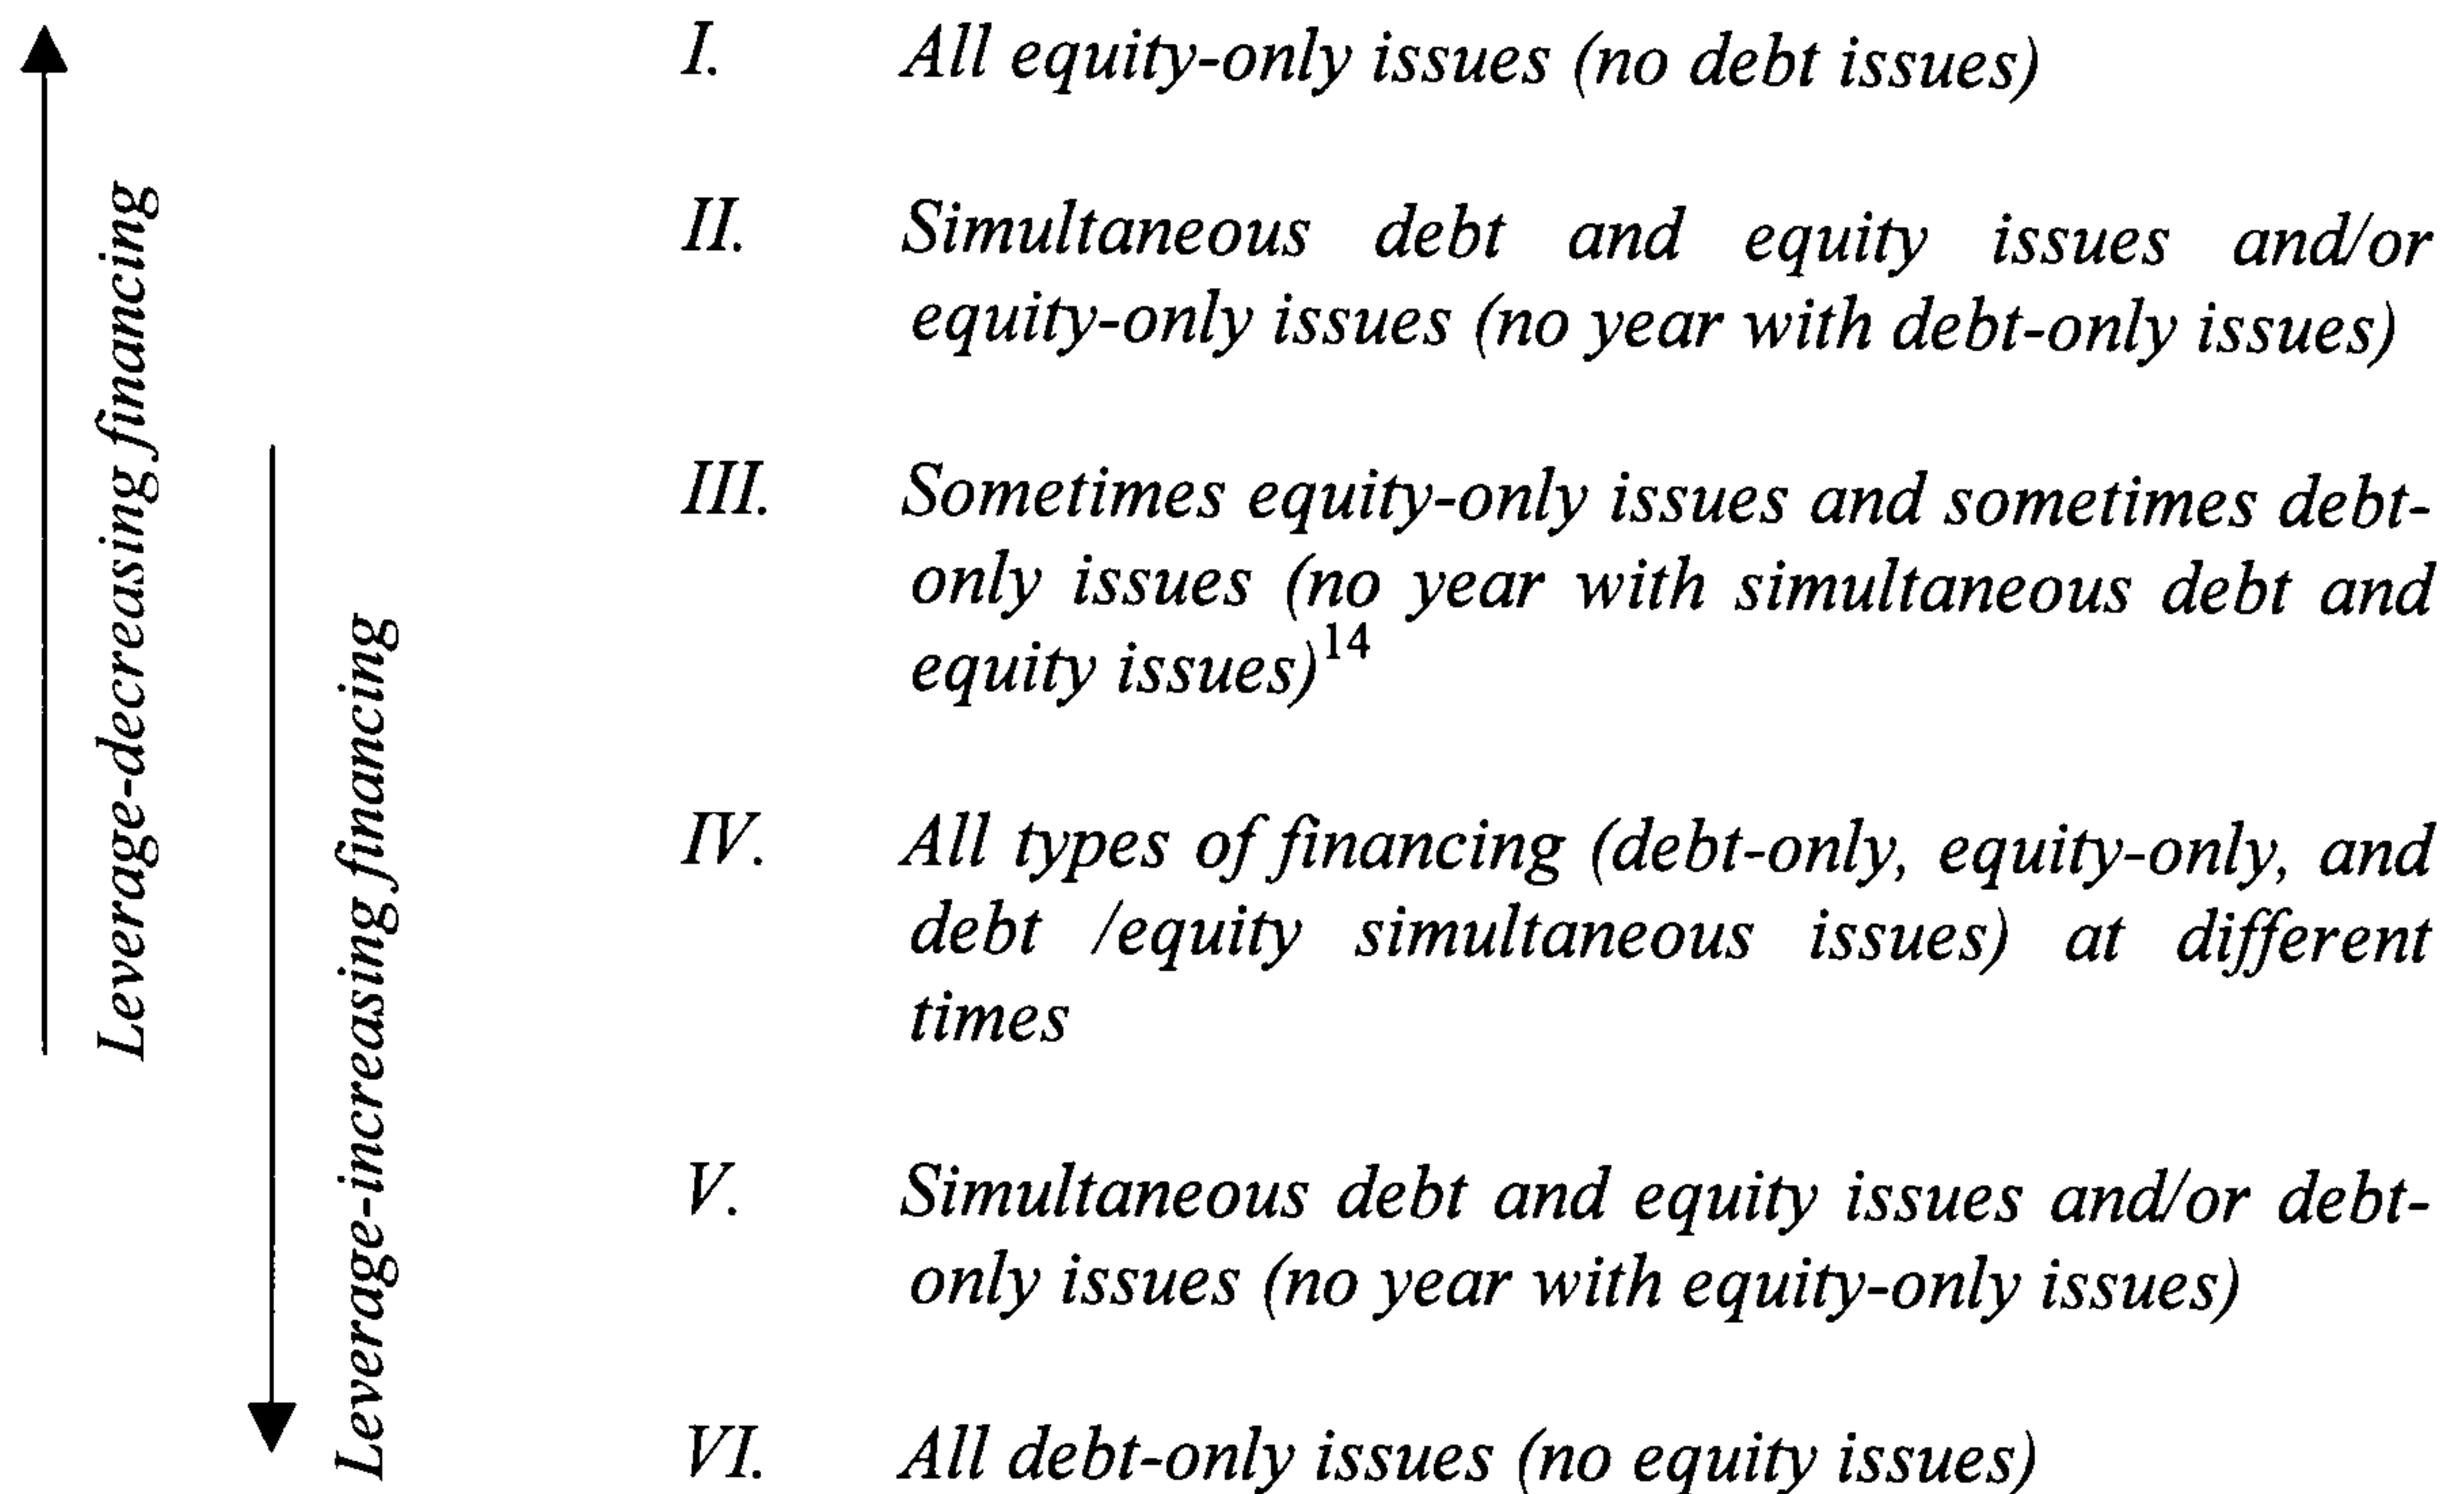 Leverage-decreasing financing
Leverage-increasing financing
I. All equity-only issues (no debt issues)
II. Simultaneous debt and equity issues and/or
equity-only issues (no year with debt-only issues)
III. Sometimes equity-only issues and sometimes debt-
only issues (no year with simultaneous debt and
equity issues)14
IV. All types of financing (debt-only, equity-only, and
debt /equity simultaneous issues) at different
times
V. Simultaneous debt and equity issues and/or debt-
only issues (no year with equity-only issues)
VI. All debt-only issues (no equity issues)